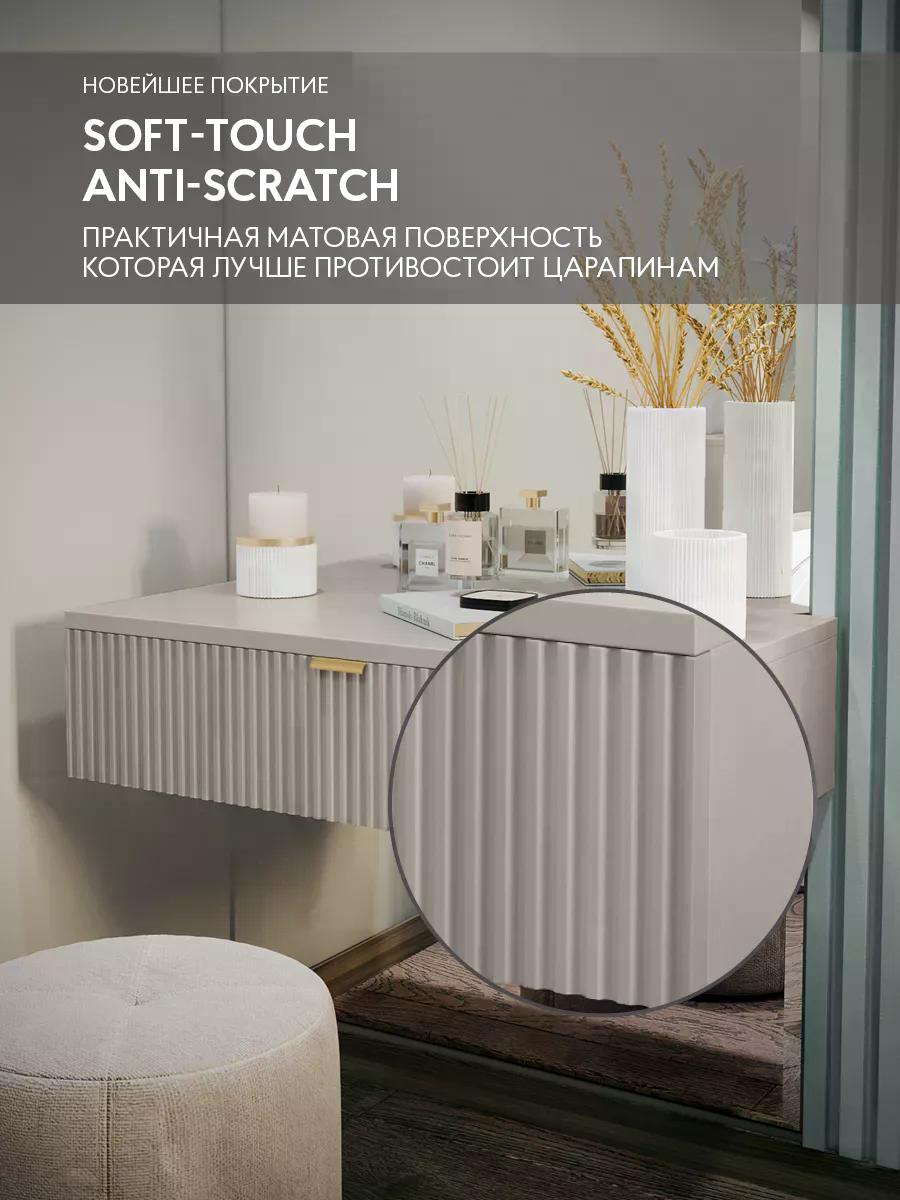 НОВЕЙШЕЕ ПОКРЫТИЕ
SOFT-TOUCH
ANTI-SCRATCH
ПРАКТИЧНАЯ МАТОВАЯ ПОВЕРХНОСТЬ
КОТОРАЯ ЛУЧШЕ ПРОТИВОСТОИТ ЦАРАПИНАМ
CHANEL